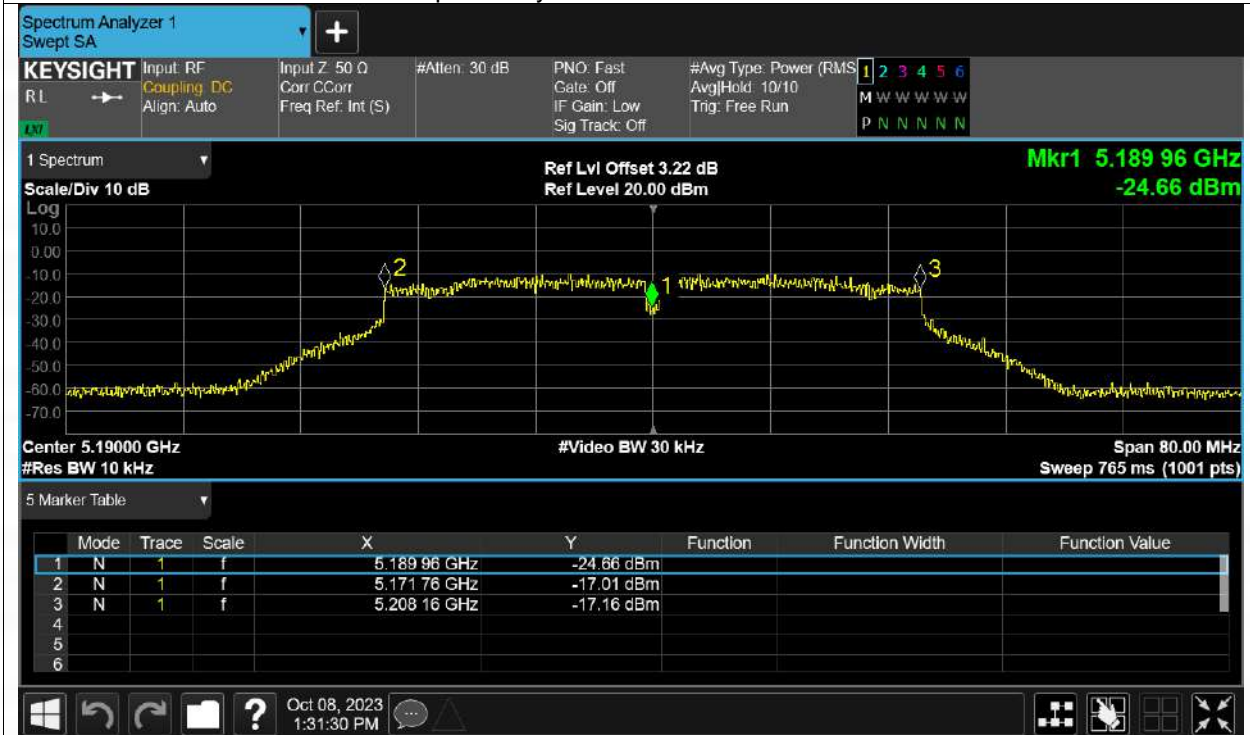 Spectrum Analyzer 1
Swept SA
+
KEYSIGHT Input: RF Input Z: 50 Ω #Atten: 30 dB PNO: Fast #Avg Type: Power (RMS 1 2 3 4 5 6
RL Coupling: DC Corr CCorr Gate: Off Avg|Hold: 10/10 M W W W W W
Align: Auto Freq Ref: Int (S) IF Gain: Low Trig: Free Run
LXI Sig Track: Off P N N N N N
1 Spectrum Ref Lvl Offset 3.22 dB Mkr1 5.189 96 GHz
Scale/Div 10 dB Ref Level 20.00 dBm -24.66 dBm
Log
10.0
0.00
-10.0
-20.0
-30.0
-40.0
-50.0
-60.0
-70.0
2
1
3
Center 5.19000 GHz #Video BW 30 kHz Span 80.00 MHz
#Res BW 10 kHz Sweep 765 ms (1001 pts)
5 Marker Table
Mode Trace Scale X Y Function Function Width Function Value
1 N 1 f 5.189 96 GHz -24.66 dBm
2 N 1 f 5.171 76 GHz -17.01 dBm
3 N 1 f 5.208 16 GHz -17.16 dBm
4
5
6
? Oct 08, 2023
1:31:30 PM